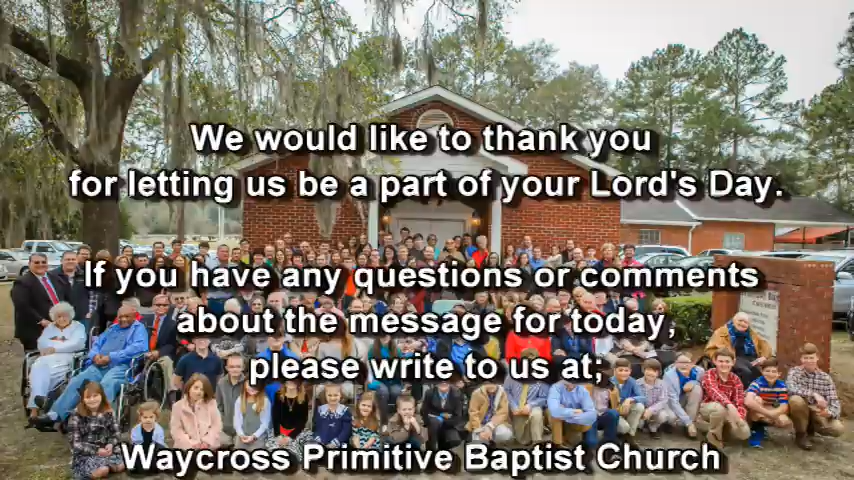 We would like to thank you
for letting us be a part of your Lord's Day.
If you have any questions or comments
about the message for today,
please write to us at;
Waycross Primitive Baptist Church